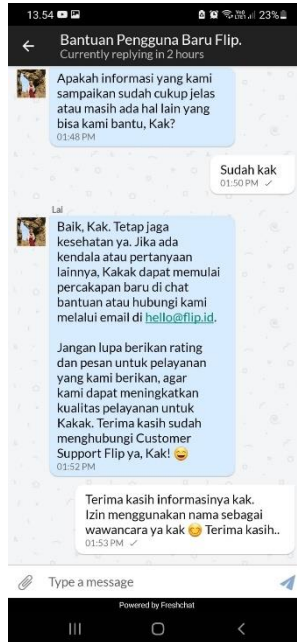 13.54
23%
Bantuan Pengguna Baru Flip.
Currently replying in 2 hours
Apakah informasi yang kami
sampaikan sudah cukup jelas
atau masih ada hal lain yang
bisa kami bantu, Kak?
01:48 PM
Sudah kak
01:50 PM
Lal
Baik, Kak. Tetap jaga
kesehatan ya. Jika ada
kendala atau pertanyaan
lainnya, Kakak dapat memulai
percakapan baru di chat
bantuan atau hubungi kami
melalui email di hello@flip.id.
Jangan lupa berikan rating
dan pesan untuk pelayanan
yang kami berikan, agar
kami dapat meningkatkan
kualitas pelayanan untuk
Kakak. Terima kasih sudah
menghubungi Customer
Support Flip ya, Kak! 😄
01:52 PM
Terima kasih informasinya kak.
Izin menggunakan nama sebagai
wawancara ya kak 😊 Terima kasih..
01:53 PM
Type a message
Powered by Freshchat